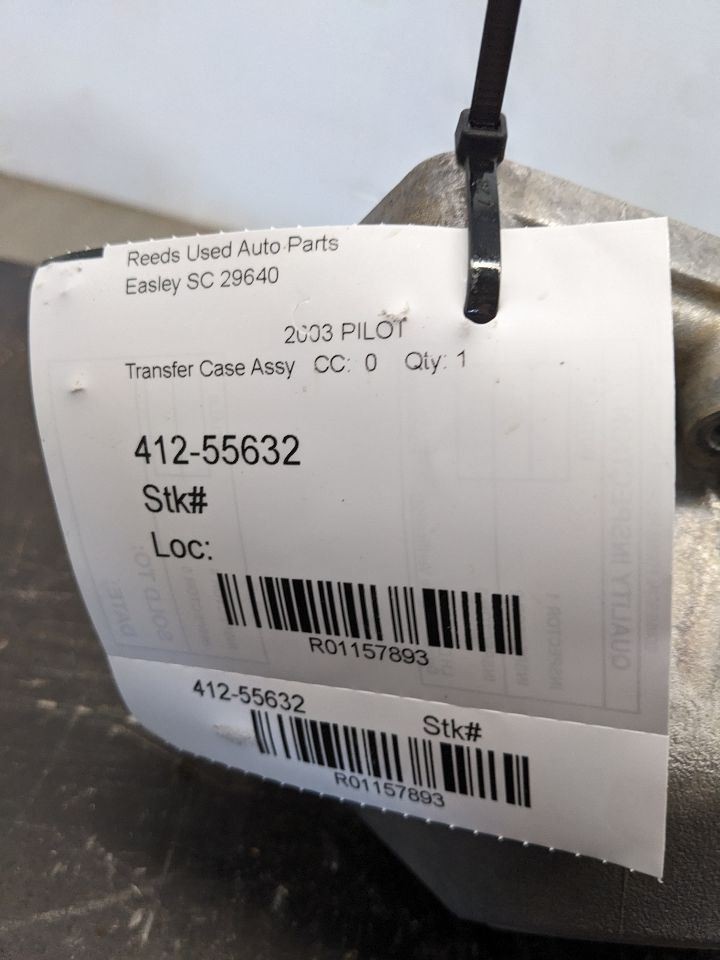 Reeds Used Auto Parts
Easley SC 29640
2003 PILOT
Transfer Case Assy CC: 0 Qty: 1
412-55632
Stk#
Loc:
R01157893
412-55632 Stk#
R01157893